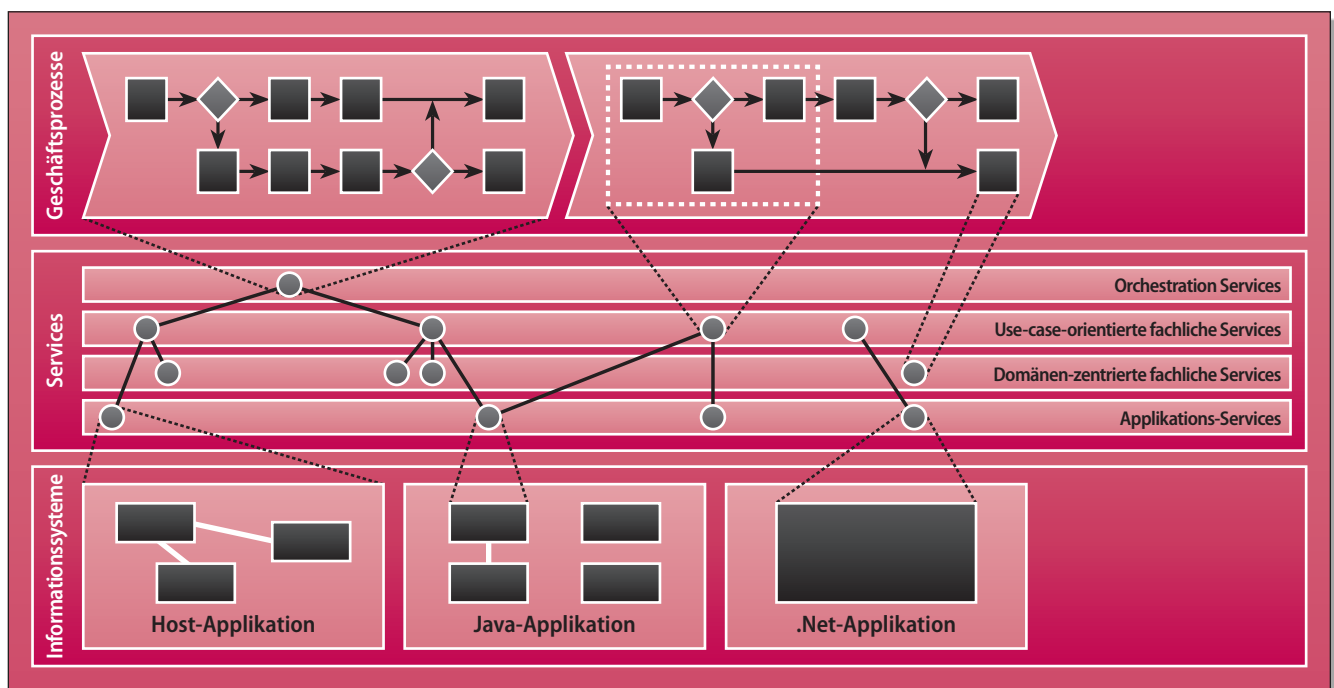 Geschäftsprozesse
Services
Orchestration Services
Use-case-orientierte fachliche Services
Domänen-zentrierte fachliche Services
Applikations-Services
Informationssysteme
Host-Applikation
Java-Applikation
.Net-Applikation